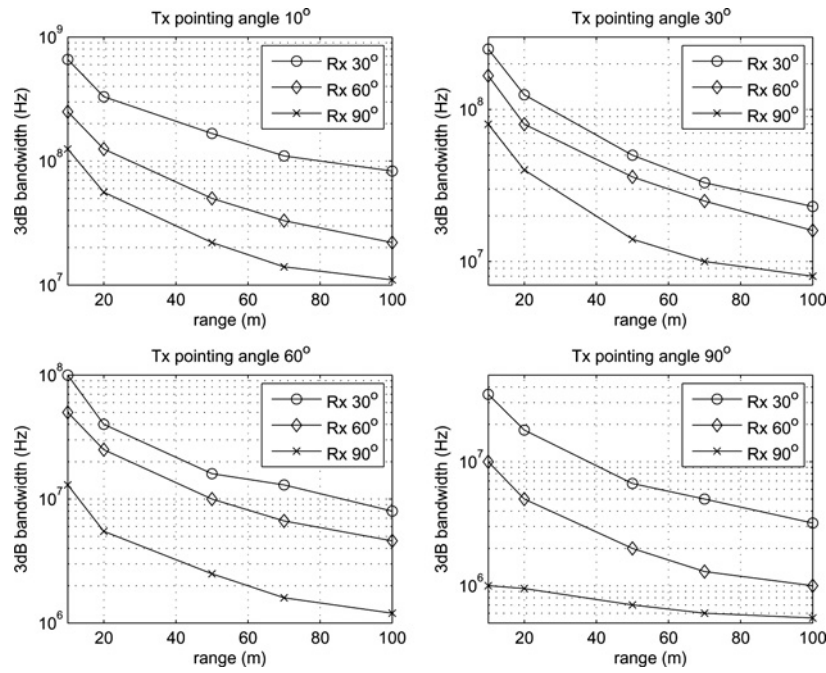 Tx pointing angle 10°
10⁹
10⁸
10⁷
3dB bandwidth (Hz)
Rx 30°
Rx 60°
Rx 90°
20 40 60 80 100
range (m)
Tx pointing angle 30°
10⁸
10⁷
3dB bandwidth (Hz)
Rx 30°
Rx 60°
Rx 90°
20 40 60 80 100
range (m)
Tx pointing angle 60°
10⁸
10⁷
10⁶
3dB bandwidth (Hz)
Rx 30°
Rx 60°
Rx 90°
20 40 60 80 100
range (m)
Tx pointing angle 90°
10⁷
10⁶
3dB bandwidth (Hz)
Rx 30°
Rx 60°
Rx 90°
20 40 60 80 100
range (m)